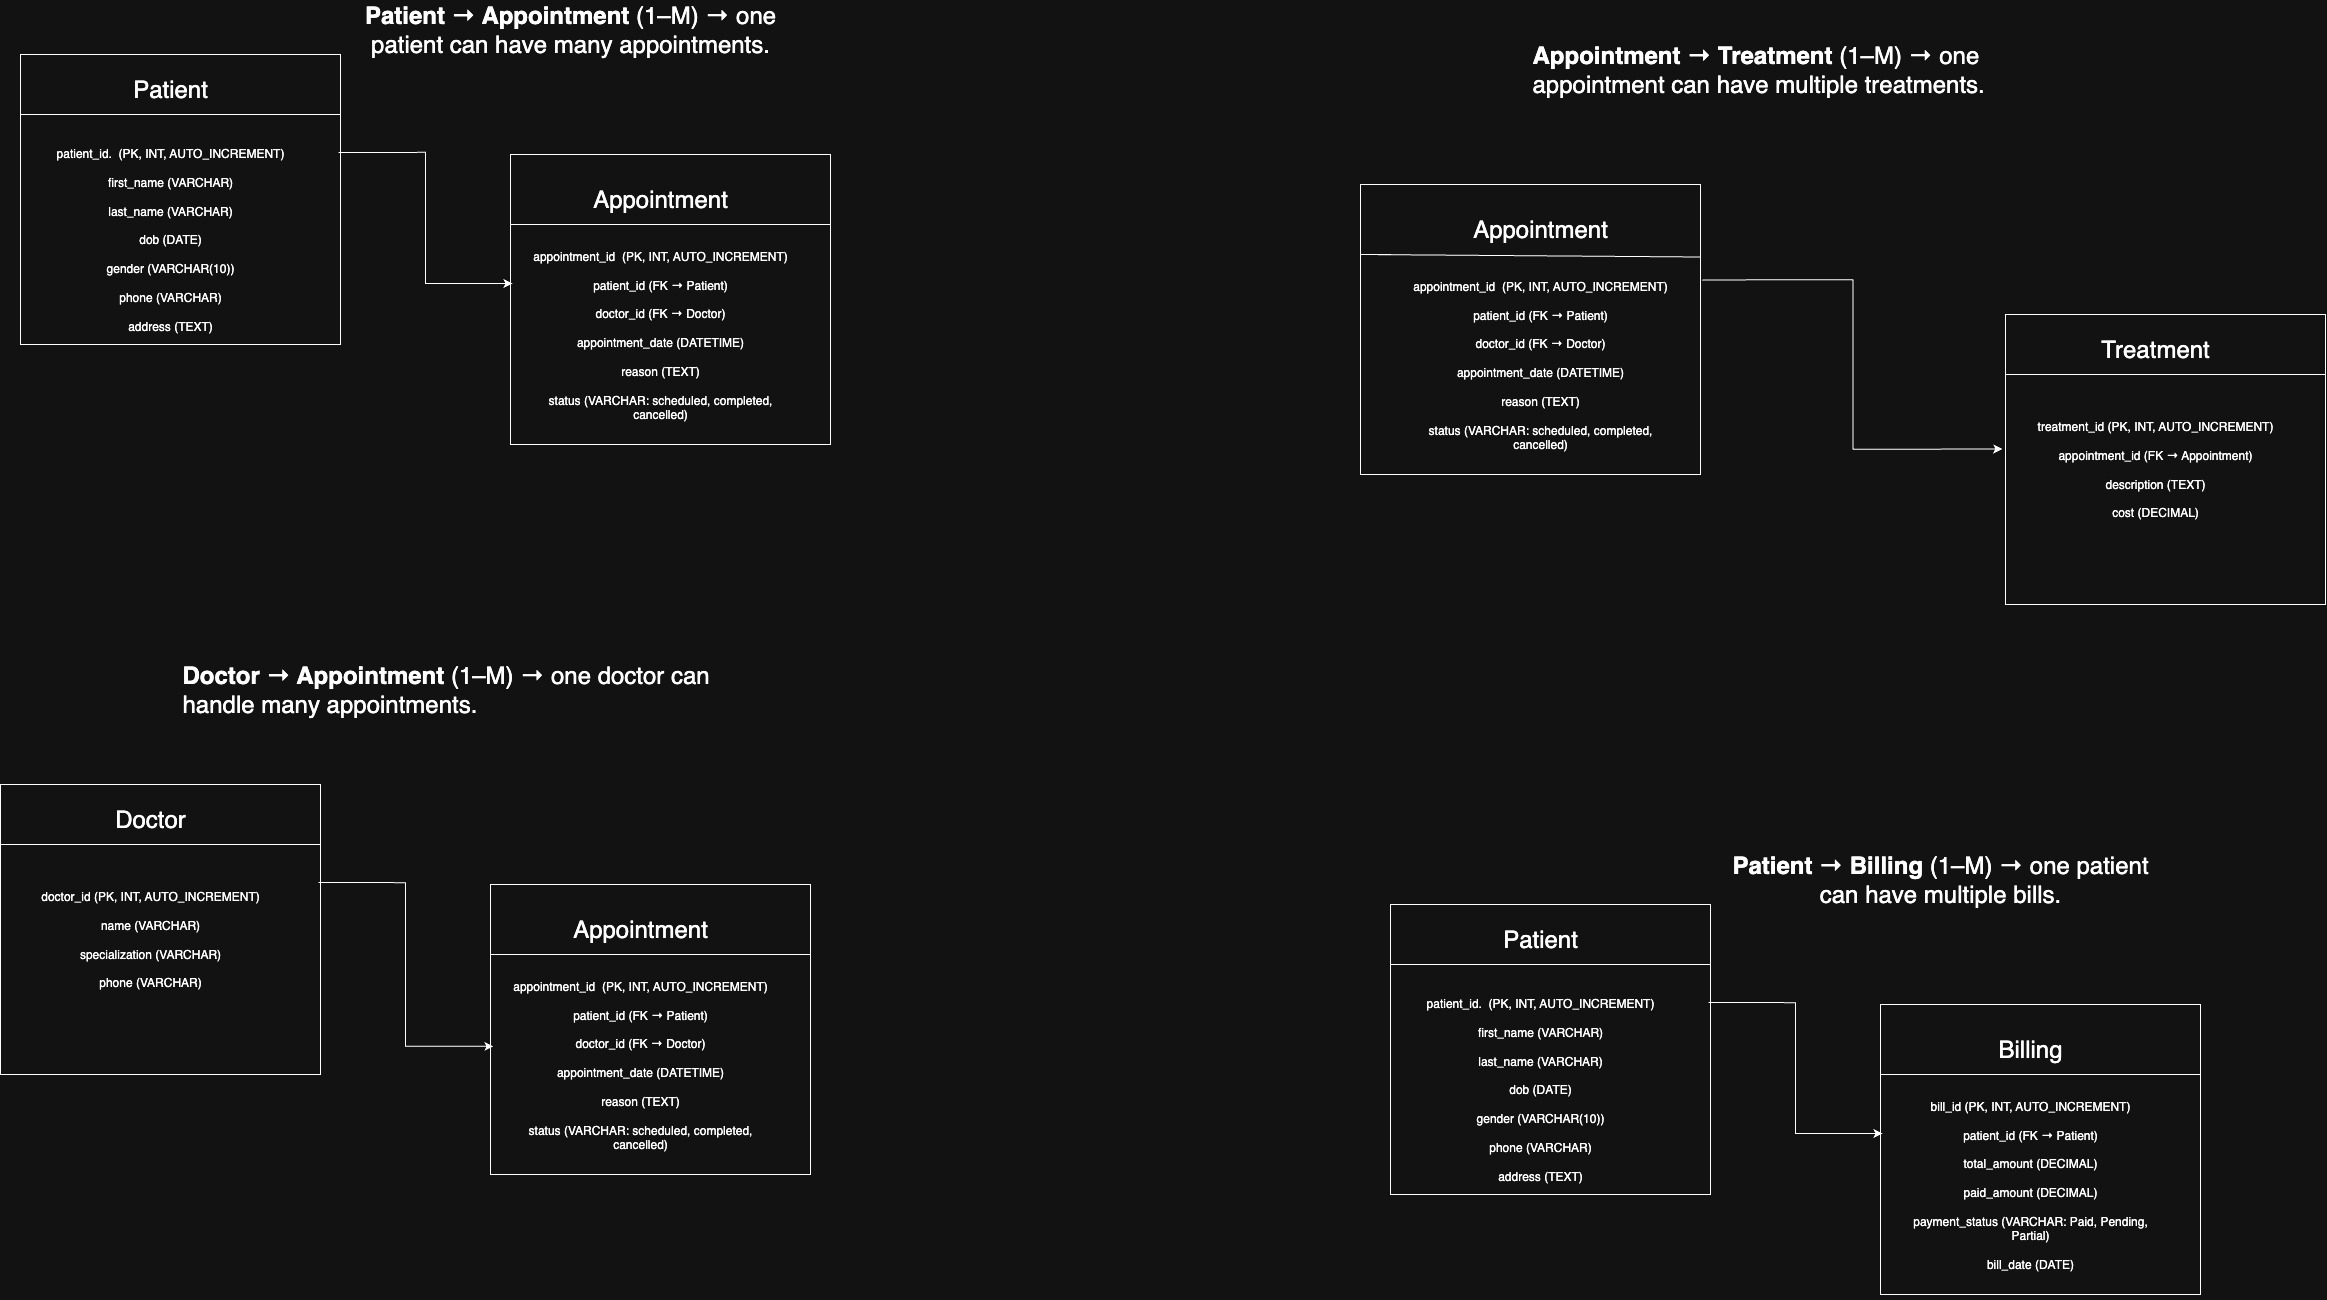 Patient → Appointment (1–M) → one
patient can have many appointments.
Patient
patient_id.  (PK, INT, AUTO_INCREMENT)
first_name (VARCHAR)
last_name (VARCHAR)
dob (DATE)
gender (VARCHAR(10))
phone (VARCHAR)
address (TEXT)
Appointment
appointment_id  (PK, INT, AUTO_INCREMENT)
patient_id (FK → Patient)
doctor_id (FK → Doctor)
appointment_date (DATETIME)
reason (TEXT)
status (VARCHAR: scheduled, completed,
cancelled)
Appointment → Treatment (1–M) → one
appointment can have multiple treatments.
Appointment
appointment_id  (PK, INT, AUTO_INCREMENT)
patient_id (FK → Patient)
doctor_id (FK → Doctor)
appointment_date (DATETIME)
reason (TEXT)
status (VARCHAR: scheduled, completed,
cancelled)
Treatment
treatment_id (PK, INT, AUTO_INCREMENT)
appointment_id (FK → Appointment)
description (TEXT)
cost (DECIMAL)
Doctor → Appointment (1–M) → one doctor can
handle many appointments.
Doctor
doctor_id (PK, INT, AUTO_INCREMENT)
name (VARCHAR)
specialization (VARCHAR)
phone (VARCHAR)
Appointment
appointment_id  (PK, INT, AUTO_INCREMENT)
patient_id (FK → Patient)
doctor_id (FK → Doctor)
appointment_date (DATETIME)
reason (TEXT)
status (VARCHAR: scheduled, completed,
cancelled)
Patient → Billing (1–M) → one patient
can have multiple bills.
Patient
patient_id.  (PK, INT, AUTO_INCREMENT)
first_name (VARCHAR)
last_name (VARCHAR)
dob (DATE)
gender (VARCHAR(10))
phone (VARCHAR)
address (TEXT)
Billing
bill_id (PK, INT, AUTO_INCREMENT)
patient_id (FK → Patient)
total_amount (DECIMAL)
paid_amount (DECIMAL)
payment_status (VARCHAR: Paid, Pending,
Partial)
bill_date (DATE)